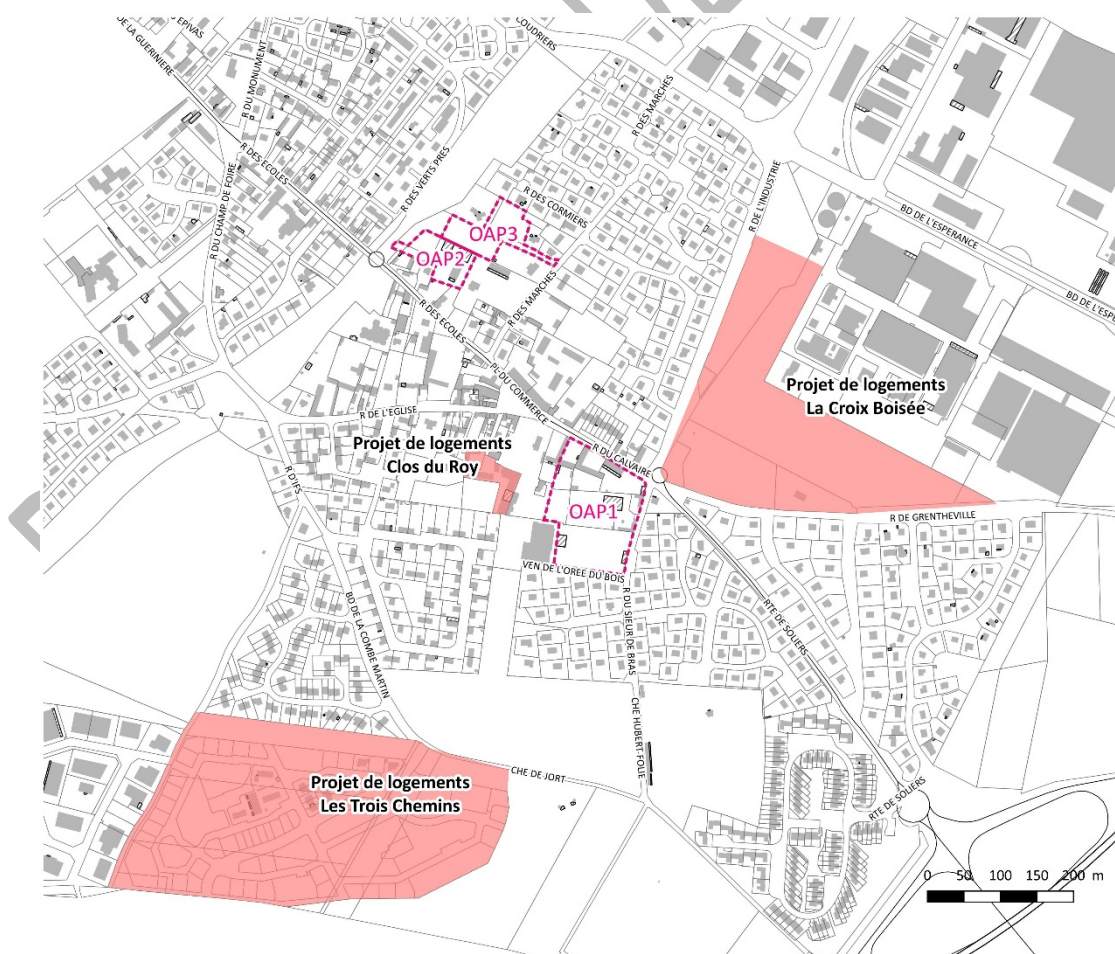 COUDRIERS
DE LA GUERINIERE
R DU MONUMENT
R DES MARCHES
R DES ECOLES
R DES VERTS PRES
R DES CORMIERS
R DE L'INDUSTRIE
R DU CHAMP DE FOIRE
OAP3
OAP2
BD DE L'ESPERANCE
BD DE L'ESPE
R DES ECOLES
R DES MARCHES
PL DU COMMERCE
Projet de logements
La Croix Boisée
R DE L'EGLISE
Projet de logements
Clos du Roy
R DU CALVAIRE
R D'IFS
OAP1
R DE GRENTHEVILLE
VEN DE L'OREE DU BOIS
R DU SIEUR DE BRAS
RTE DE SOLIERS
BD DE LA COMBE MARTIN
CHE HUBERT-FOLIE
CHE DE JORT
Projet de logements
Les Trois Chemins
RTE DE SOLIERS
0 50 100 150 200 m